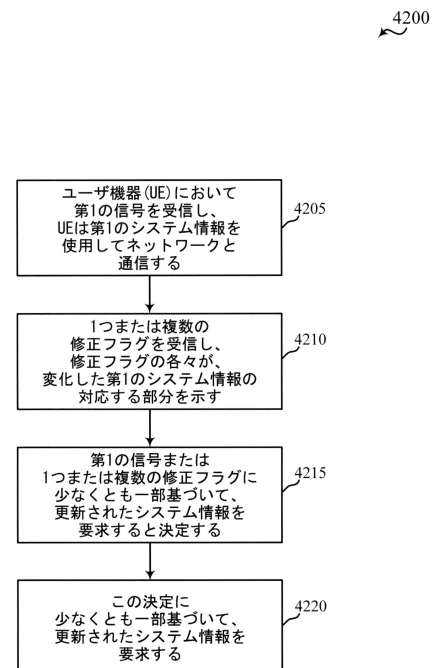 4200
ユーザ機器(UE)において
第1の信号を受信し、
UEは第1のシステム情報を
使用してネットワークと
通信する
4205
1つまたは複数の
修正フラグを受信し、
修正フラグの各々が、
変化した第1のシステム情報の
対応する部分を示す
4210
第1の信号または
1つまたは複数の修正フラグに
少なくとも一部基づいて、
更新されたシステム情報を
要求すると決定する
4215
この決定に
少なくとも一部基づいて、
更新されたシステム情報を
要求する
4220